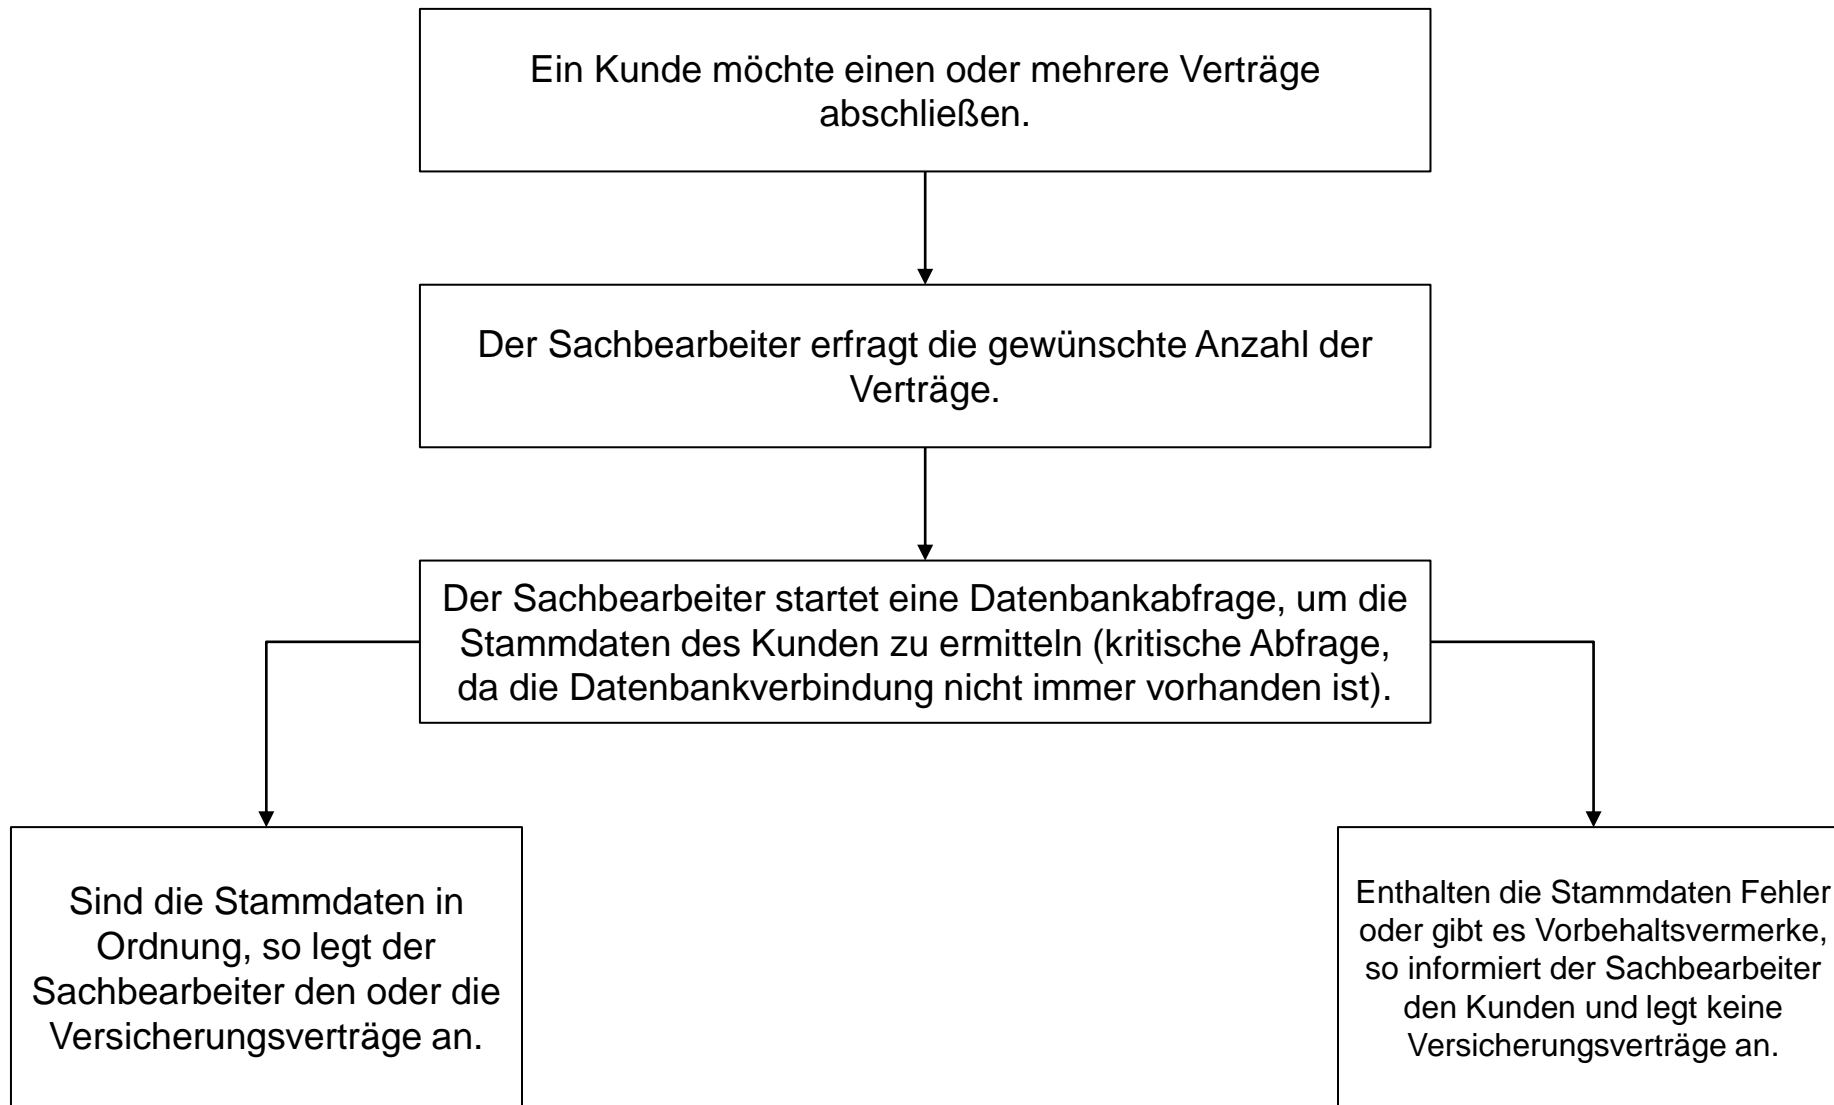 Ein Kunde möchte einen oder mehrere Verträge
abschließen.
Der Sachbearbeiter erfragt die gewünschte Anzahl der
Verträge.
Der Sachbearbeiter startet eine Datenbankabfrage, um die
Stammdaten des Kunden zu ermitteln (kritische Abfrage,
da die Datenbankverbindung nicht immer vorhanden ist).
Sind die Stammdaten in
Ordnung, so legt der
Sachbearbeiter den oder die
Versicherungsverträge an.
Enthalten die Stammdaten Fehler
oder gibt es Vorbehaltsvermerke,
so informiert der Sachbearbeiter
den Kunden und legt keine
Versicherungsverträge an.